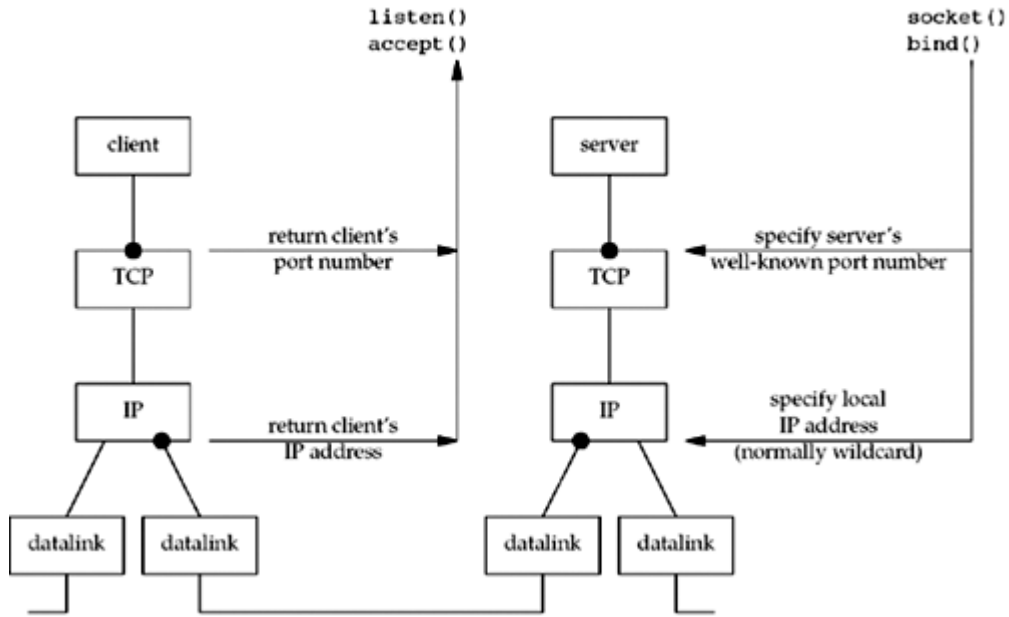 listen()
accept()
socket()
bind()
client
server
return client's
port number
specify server's
well-known port number
TCP
TCP
IP
IP
return client's
IP address
specify local
IP address
(normally wildcard)
datalink
datalink
datalink
datalink